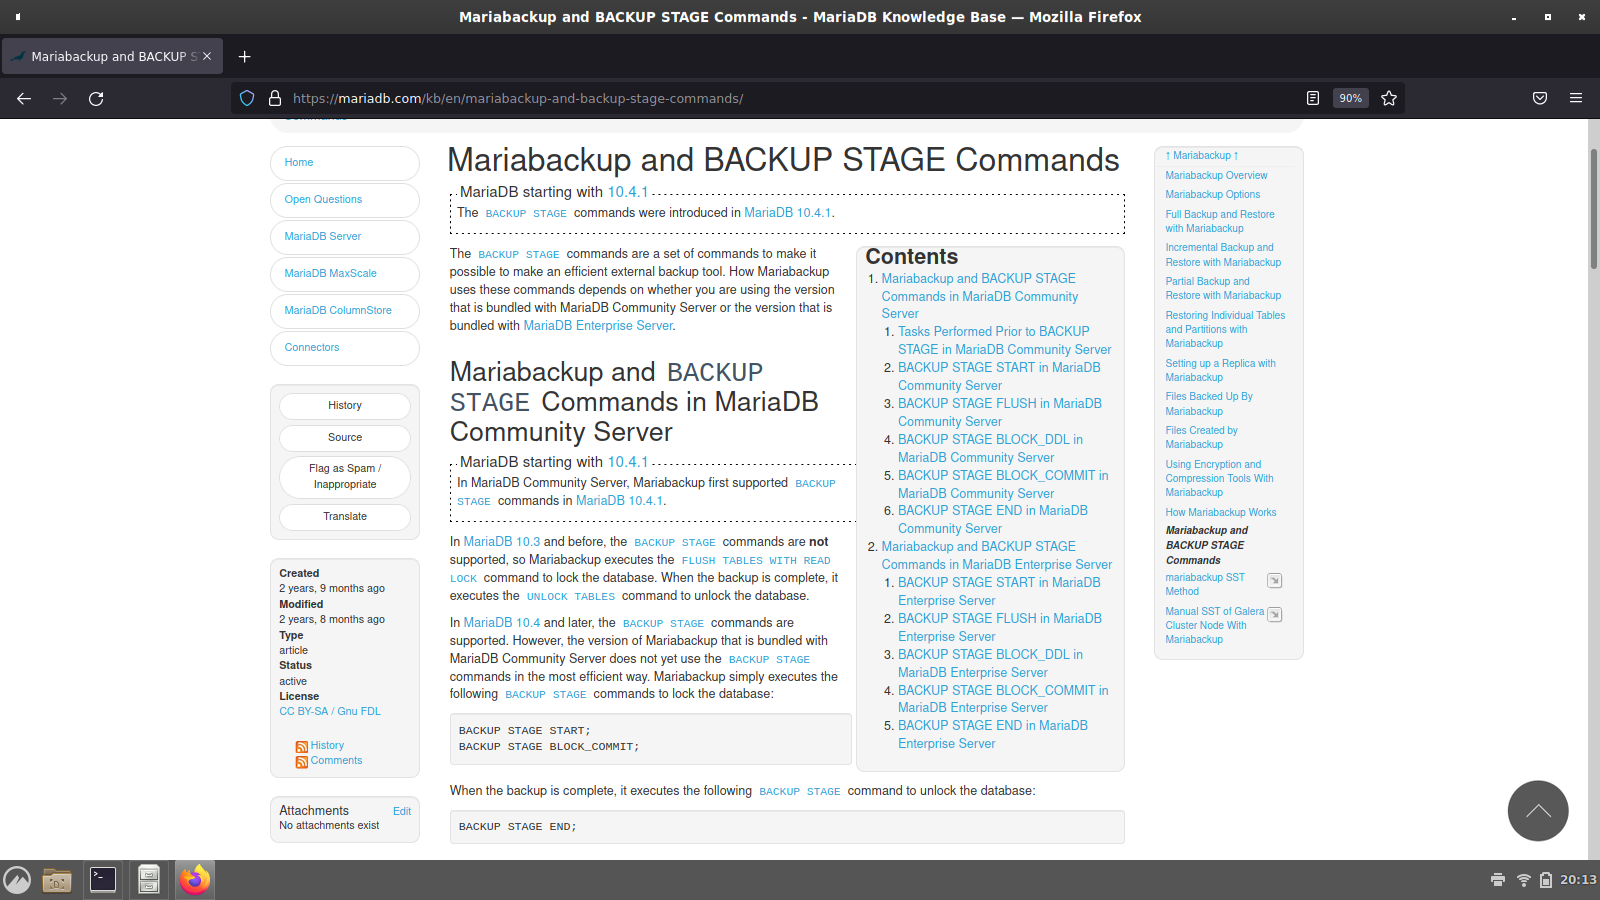 Mariabackup and BACKUP STAGE Commands - MariaDB Knowledge Base — Mozilla Firefox
Mariabackup and BACKUP S
https://mariadb.com/kb/en/mariabackup-and-backup-stage-commands/
90%
Home
Open Questions
MariaDB Server
MariaDB MaxScale
MariaDB ColumnStore
Connectors
History
Source
Flag as Spam /
Inappropriate
Translate
Created
2 years, 9 months ago
Modified
2 years, 8 months ago
Type
article
Status
active
License
CC BY-SA / Gnu FDL
History
Comments
Attachments
Edit
No attachments exist
Mariabackup and BACKUP STAGE Commands
MariaDB starting with 10.4.1
The BACKUP STAGE commands were introduced in MariaDB 10.4.1.
The BACKUP STAGE commands are a set of commands to make it
possible to make an efficient external backup tool. How Mariabackup
uses these commands depends on whether you are using the version
that is bundled with MariaDB Community Server or the version that is
bundled with MariaDB Enterprise Server.
Mariabackup and BACKUP
STAGE Commands in MariaDB
Community Server
MariaDB starting with 10.4.1
In MariaDB Community Server, Mariabackup first supported BACKUP
STAGE commands in MariaDB 10.4.1.
In MariaDB 10.3 and before, the BACKUP STAGE commands are not
supported, so Mariabackup executes the FLUSH TABLES WITH READ
LOCK command to lock the database. When the backup is complete, it
executes the UNLOCK TABLES command to unlock the database.
In MariaDB 10.4 and later, the BACKUP STAGE commands are
supported. However, the version of Mariabackup that is bundled with
MariaDB Community Server does not yet use the BACKUP STAGE
commands in the most efficient way. Mariabackup simply executes the
following BACKUP STAGE commands to lock the database:
BACKUP STAGE START;
BACKUP STAGE BLOCK_COMMIT;
When the backup is complete, it executes the following BACKUP STAGE command to unlock the database:
BACKUP STAGE END;
Contents
1. Mariabackup and BACKUP STAGE
Commands in MariaDB Community
Server
1. Tasks Performed Prior to BACKUP
STAGE in MariaDB Community Server
2. BACKUP STAGE START in MariaDB
Community Server
3. BACKUP STAGE FLUSH in MariaDB
Community Server
4. BACKUP STAGE BLOCK_DDL in
MariaDB Community Server
5. BACKUP STAGE BLOCK_COMMIT in
MariaDB Community Server
6. BACKUP STAGE END in MariaDB
Community Server
2. Mariabackup and BACKUP STAGE
Commands in MariaDB Enterprise Server
1. BACKUP STAGE START in MariaDB
Enterprise Server
2. BACKUP STAGE FLUSH in MariaDB
Enterprise Server
3. BACKUP STAGE BLOCK_DDL in
MariaDB Enterprise Server
4. BACKUP STAGE BLOCK_COMMIT in
MariaDB Enterprise Server
5. BACKUP STAGE END in MariaDB
Enterprise Server
↑ Mariabackup ↑
Mariabackup Overview
Mariabackup Options
Full Backup and Restore
with Mariabackup
Incremental Backup and
Restore with Mariabackup
Partial Backup and
Restore with Mariabackup
Restoring Individual Tables
and Partitions with
Mariabackup
Setting up a Replica with
Mariabackup
Files Backed Up By
Mariabackup
Files Created by
Mariabackup
Using Encryption and
Compression Tools With
Mariabackup
How Mariabackup Works
Mariabackup and
BACKUP STAGE
Commands
mariabackup SST
Method
Manual SST of Galera
Cluster Node With
Mariabackup
20:13